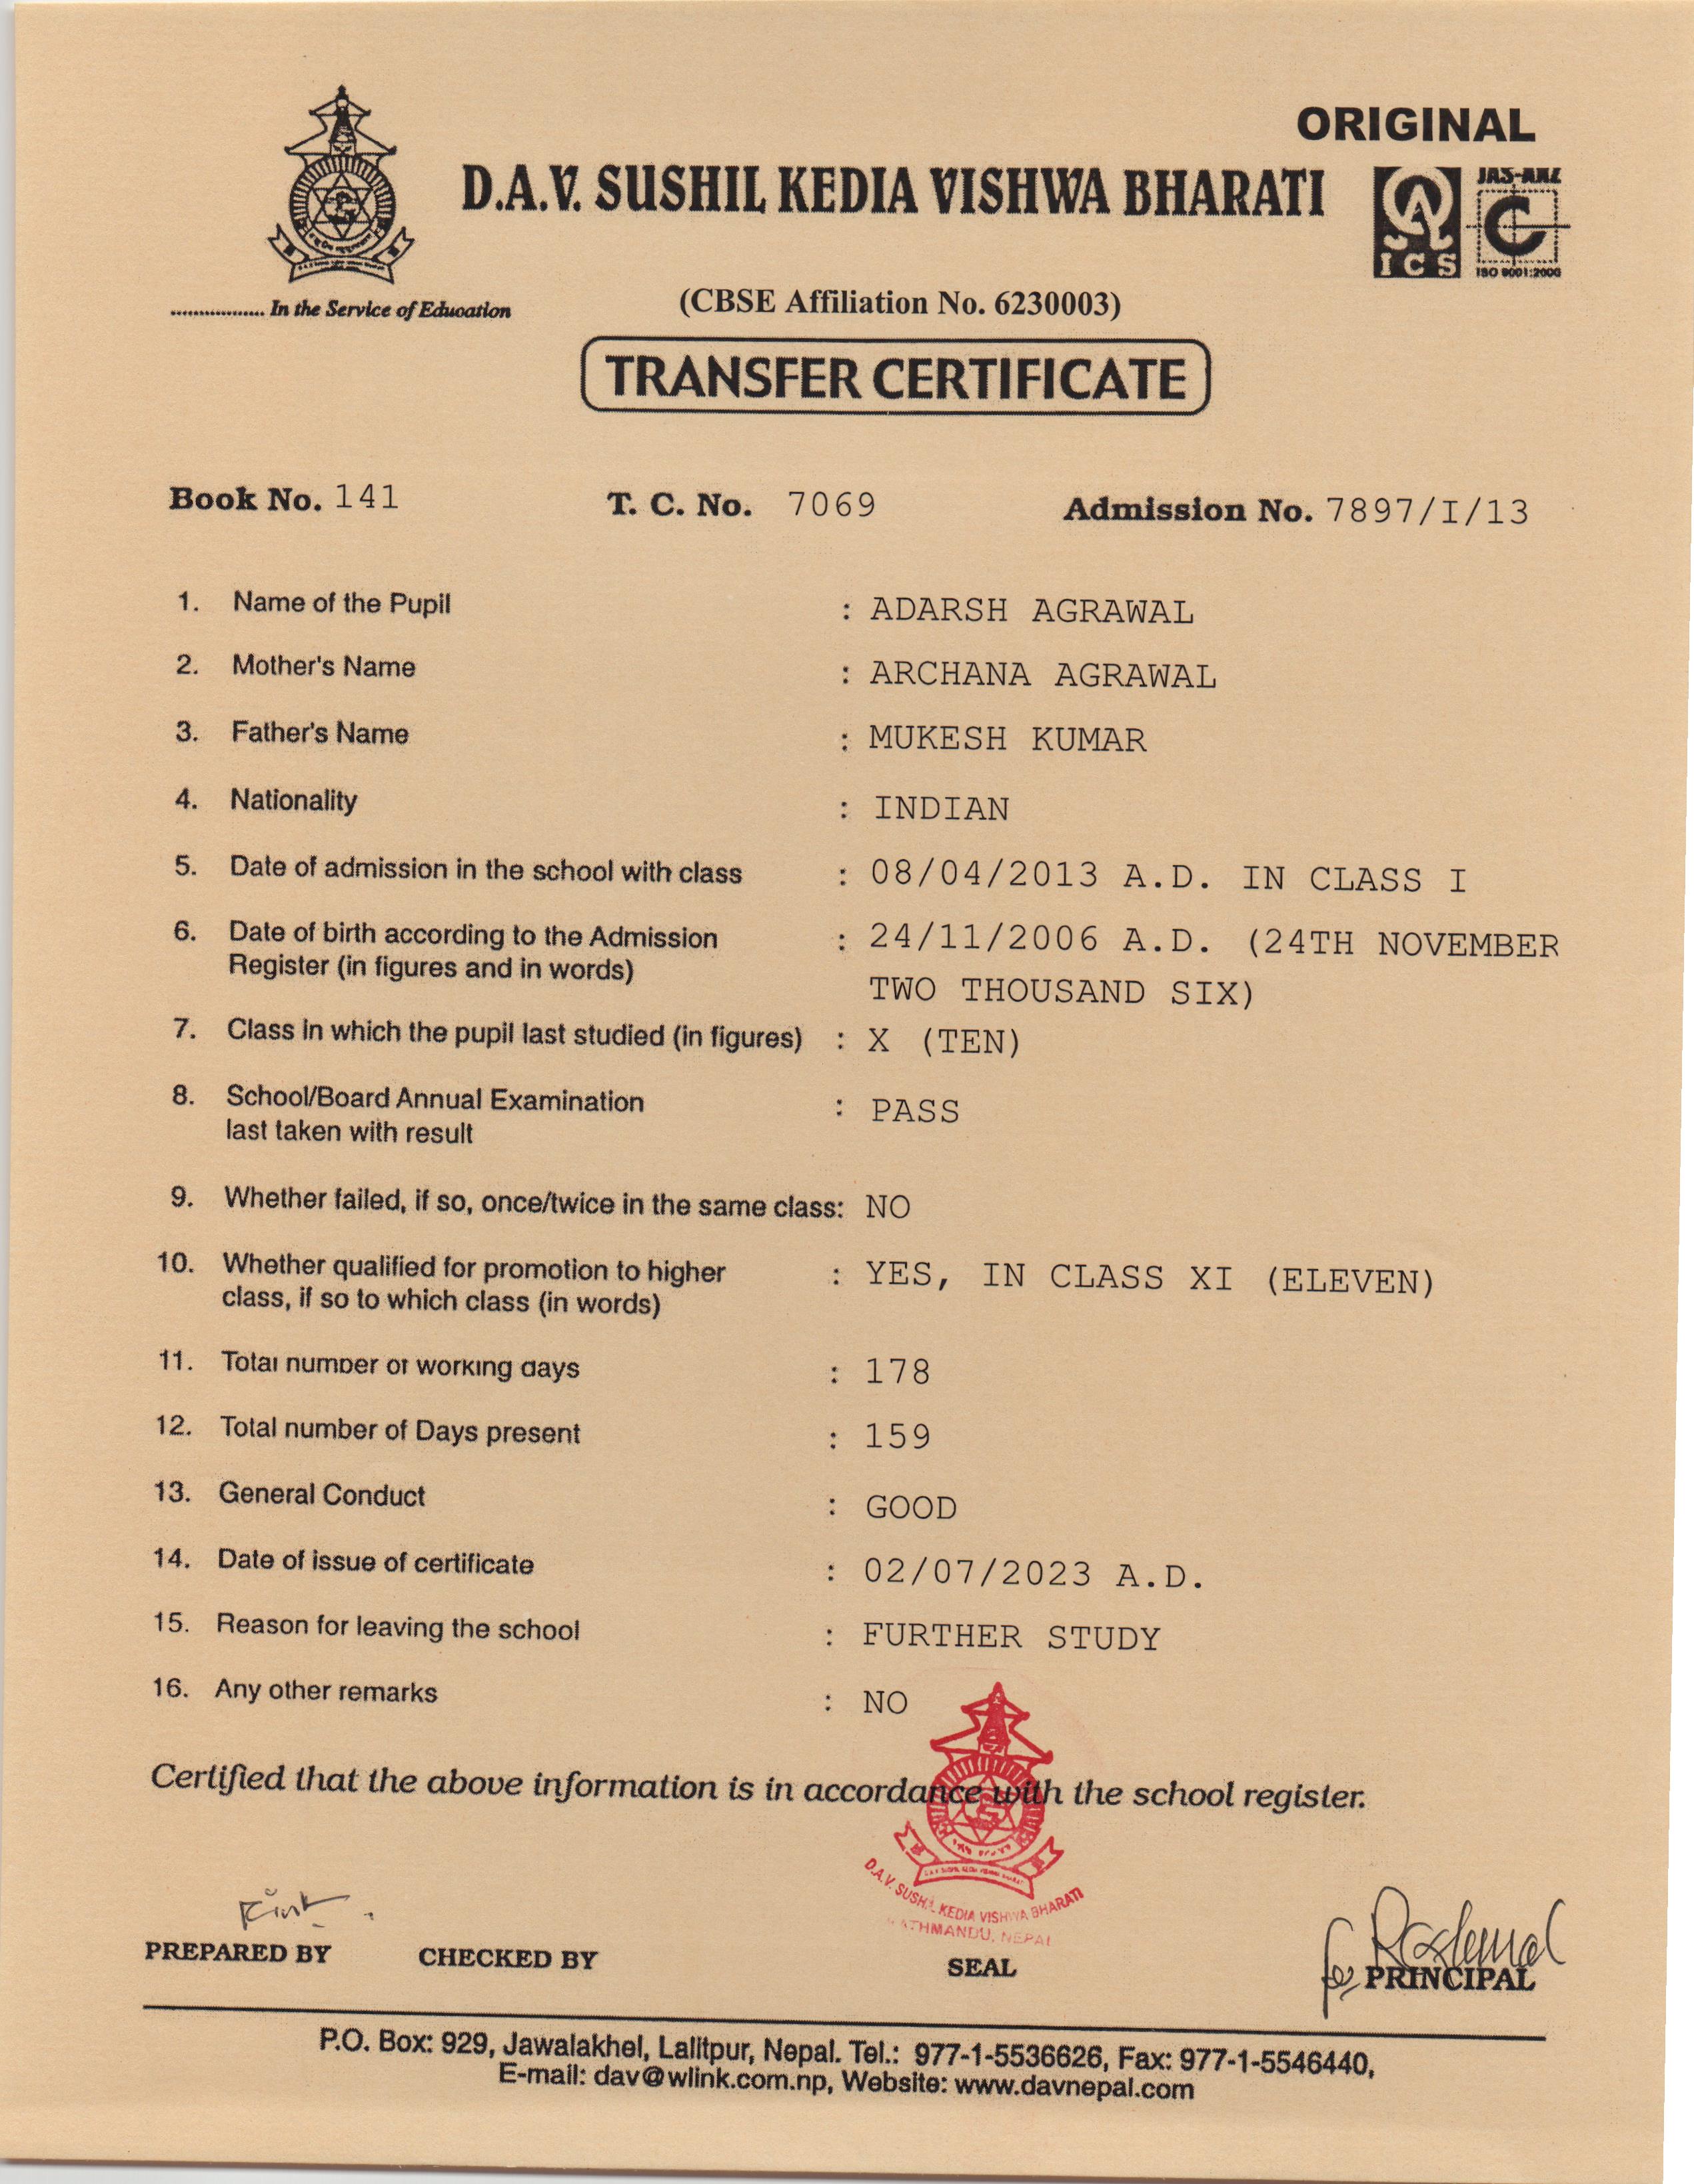 ORIGINAL
D.A.V. SUSHIL KEDIA VISHWA BHARATI
JAS-ANZ
ICS
ISO 9001:2000
.................. In the Service of Education
(CBSE Affiliation No. 6230003)
TRANSFER CERTIFICATE
Book No. 141 T. C. No. 7069 Admission No. 7897/I/13
1. Name of the Pupil : ADARSH AGRAWAL
2. Mother's Name : ARCHANA AGRAWAL
3. Father's Name : MUKESH KUMAR
4. Nationality : INDIAN
5. Date of admission in the school with class : 08/04/2013 A.D. IN CLASS I
6. Date of birth according to the Admission : 24/11/2006 A.D. (24TH NOVEMBER
Register (in figures and in words) TWO THOUSAND SIX)
7. Class in which the pupil last studied (in figures) : X (TEN)
8. School/Board Annual Examination : PASS
last taken with result
9. Whether failed, if so, once/twice in the same class: NO
10. Whether qualified for promotion to higher : YES, IN CLASS XI (ELEVEN)
class, if so to which class (in words)
11. Total number of working days : 178
12. Total number of Days present : 159
13. General Conduct : GOOD
14. Date of issue of certificate : 02/07/2023 A.D.
15. Reason for leaving the school : FURTHER STUDY
16. Any other remarks : NO
Certified that the above information is in accordance with the school register.
D.A.V. SUSHIL KEDIA VISHWA BHARATI
KATHMANDU, NEPAL
PREPARED BY CHECKED BY SEAL for PRINCIPAL
P.O. Box: 929, Jawalakhel, Lalitpur, Nepal. Tel.: 977-1-5536626, Fax: 977-1-5546440,
E-mail: dav@wlink.com.np, Website: www.davnepal.com